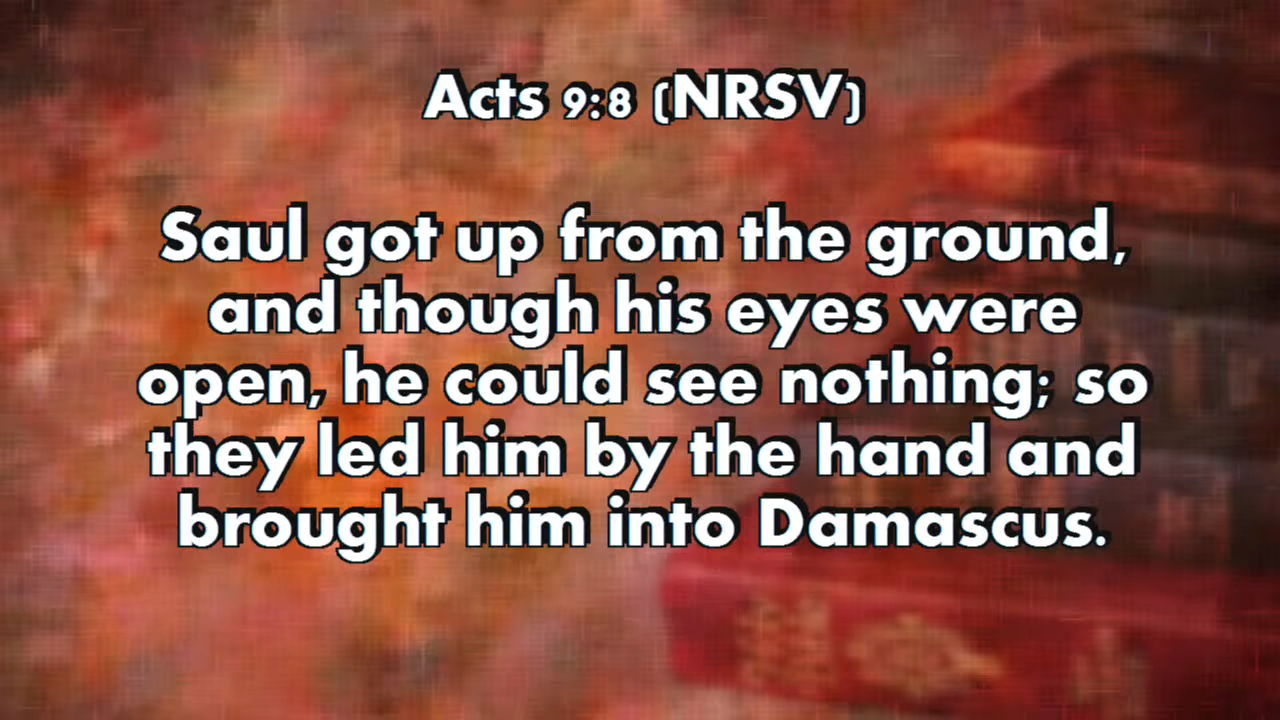 Acts 9:8 (NRSV)
Saul got up from the ground,
and though his eyes were
open, he could see nothing; so
they led him by the hand and
brought him into Damascus.